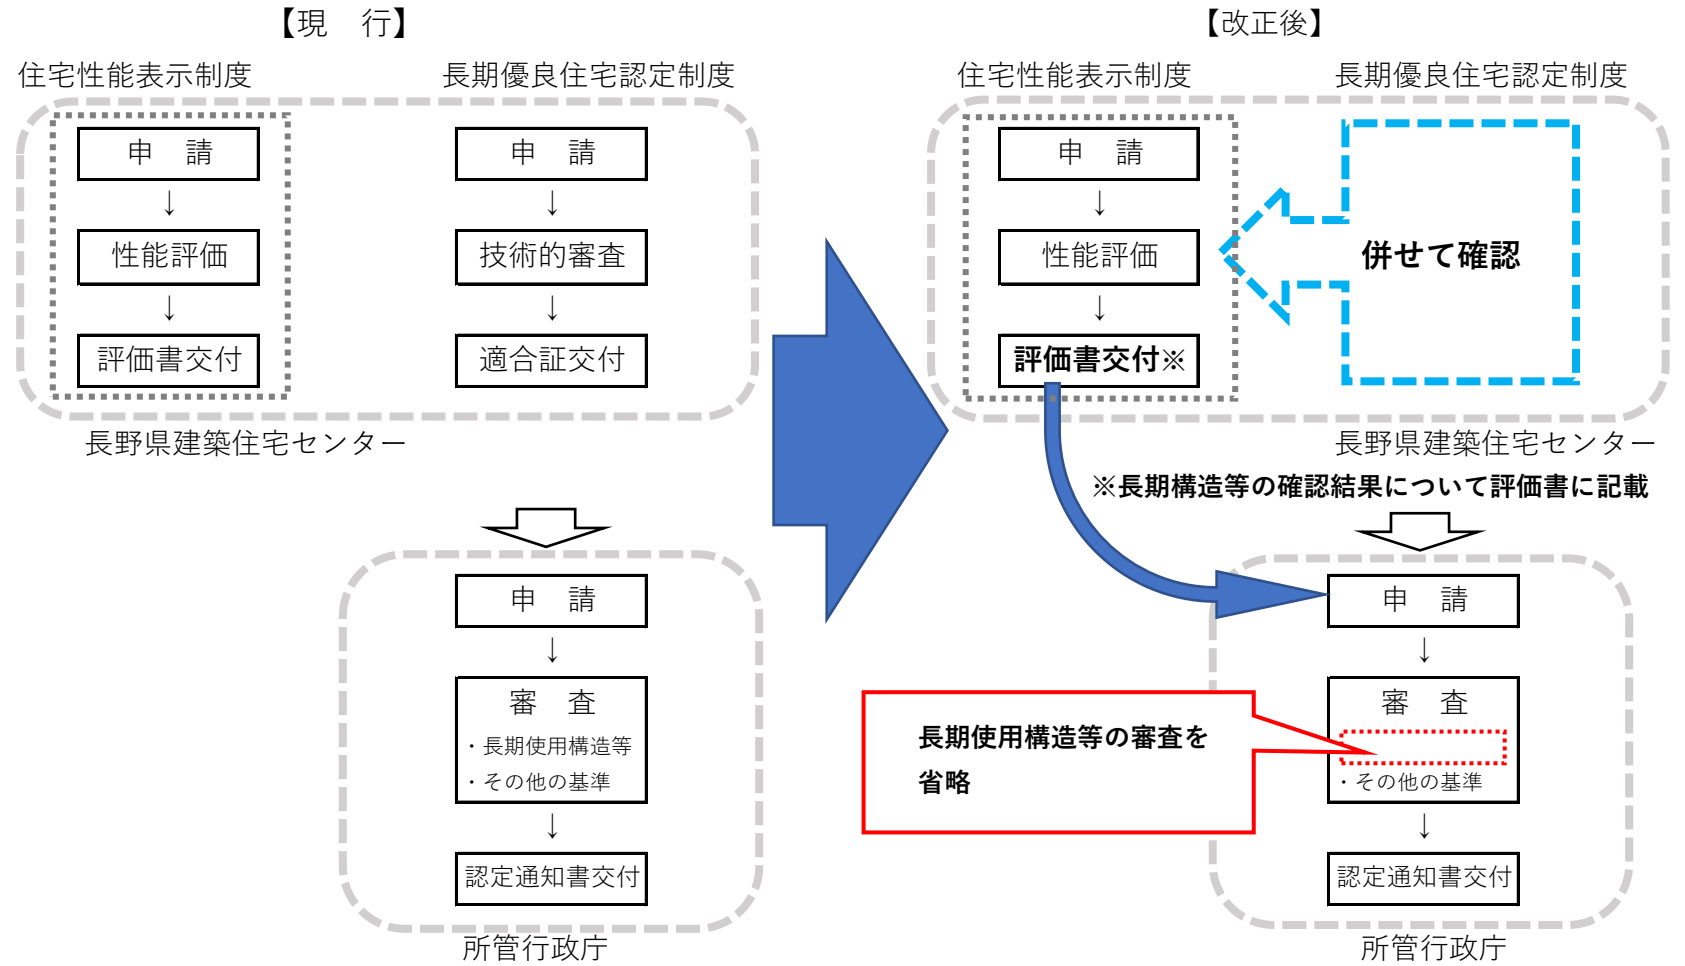 【現　行】
住宅性能表示制度
長期優良住宅認定制度
申　請
↓
性能評価
↓
評価書交付
申　請
↓
技術的審査
↓
適合証交付
長野県建築住宅センター
申　請
↓
審　査
・長期使用構造等
・その他の基準
↓
認定通知書交付
所管行政庁
【改正後】
住宅性能表示制度
長期優良住宅認定制度
申　請
↓
性能評価
↓
評価書交付※
併せて確認
長野県建築住宅センター
※長期構造等の確認結果について評価書に記載
申　請
↓
審　査
・その他の基準
↓
認定通知書交付
長期使用構造等の審査を
省略
所管行政庁